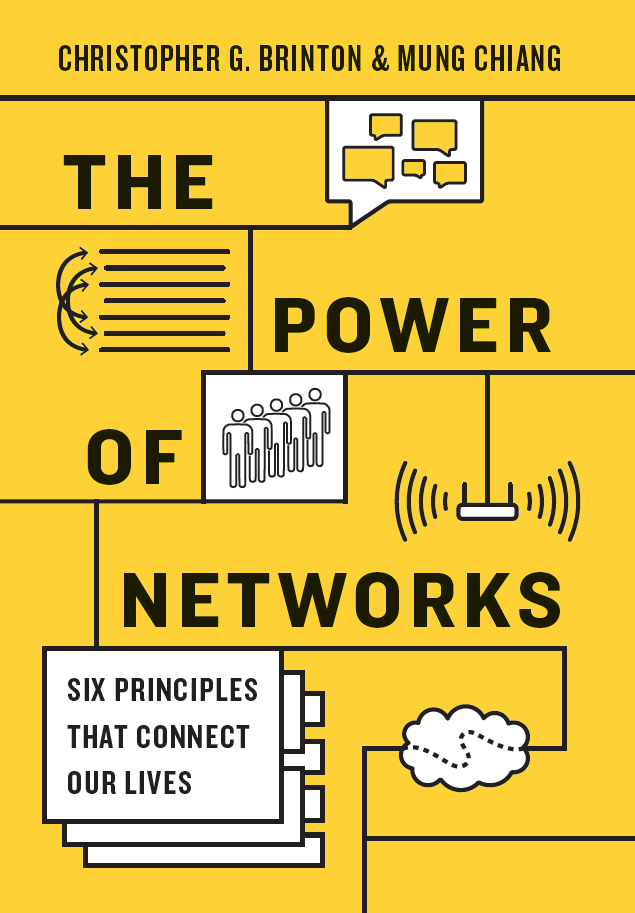 CHRISTOPHER G. BRINTON & MUNG CHIANG
THE
POWER
OF
NETWORKS
SIX PRINCIPLES
THAT CONNECT
OUR LIVES